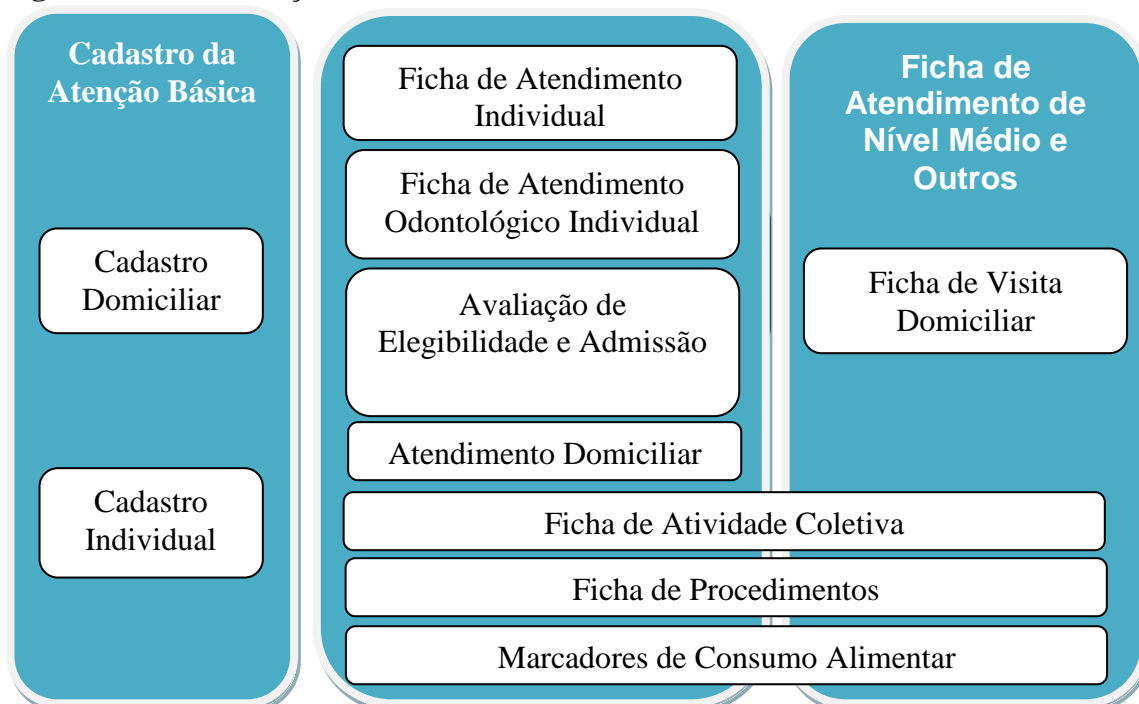 Cadastro da
Atenção Básica
Cadastro
Domiciliar
Cadastro
Individual
Ficha de Atendimento
Individual
Ficha de Atendimento
Odontológico Individual
Avaliação de
Elegibilidade e Admissão
Atendimento Domiciliar
Ficha de
Atendimento de
Nível Médio e
Outros
Ficha de Visita
Domiciliar
Ficha de Atividade Coletiva
Ficha de Procedimentos
Marcadores de Consumo Alimentar